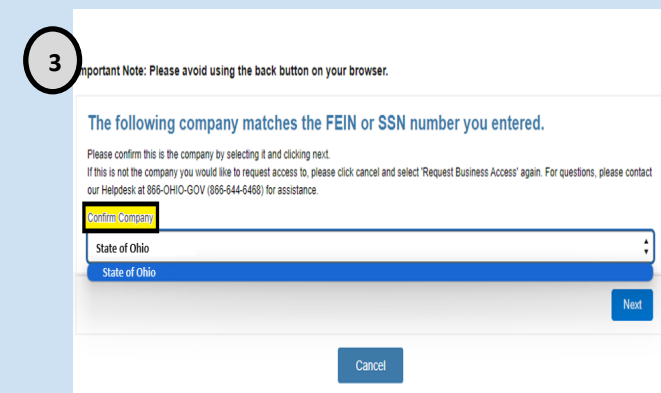 3
mportant Note: Please avoid using the back button on your browser.
The following company matches the FEIN or SSN number you entered.
Please confirm this is the company by selecting it and clicking next.
If this is not the company you would like to request access to, please click cancel and select 'Request Business Access' again. For questions, please contact
our Helpdesk at 866-OHIO-GOV (866-644-6468) for assistance.
Confirm Company
State of Ohio
State of Ohio
Next
Cancel